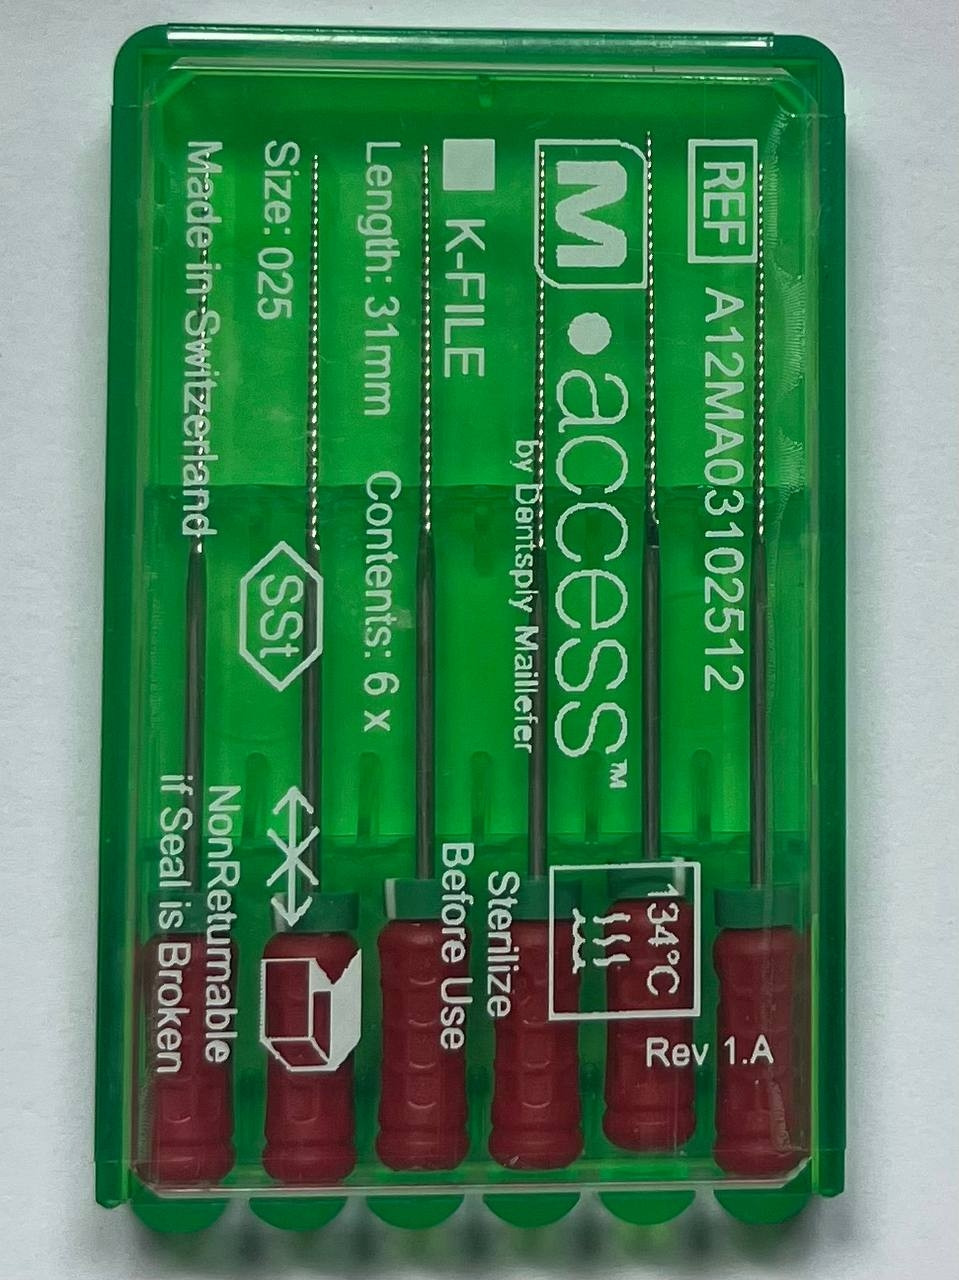 REF A12MA03102512
M•access™
by Dentsply Maillefer
K-FILE
Length: 31mm Contents: 6 x
Size: 025
SSt
Made in Switzerland
134°C
Sterilize
Before Use
NonReturnable
if Seal is Broken
Rev 1.A